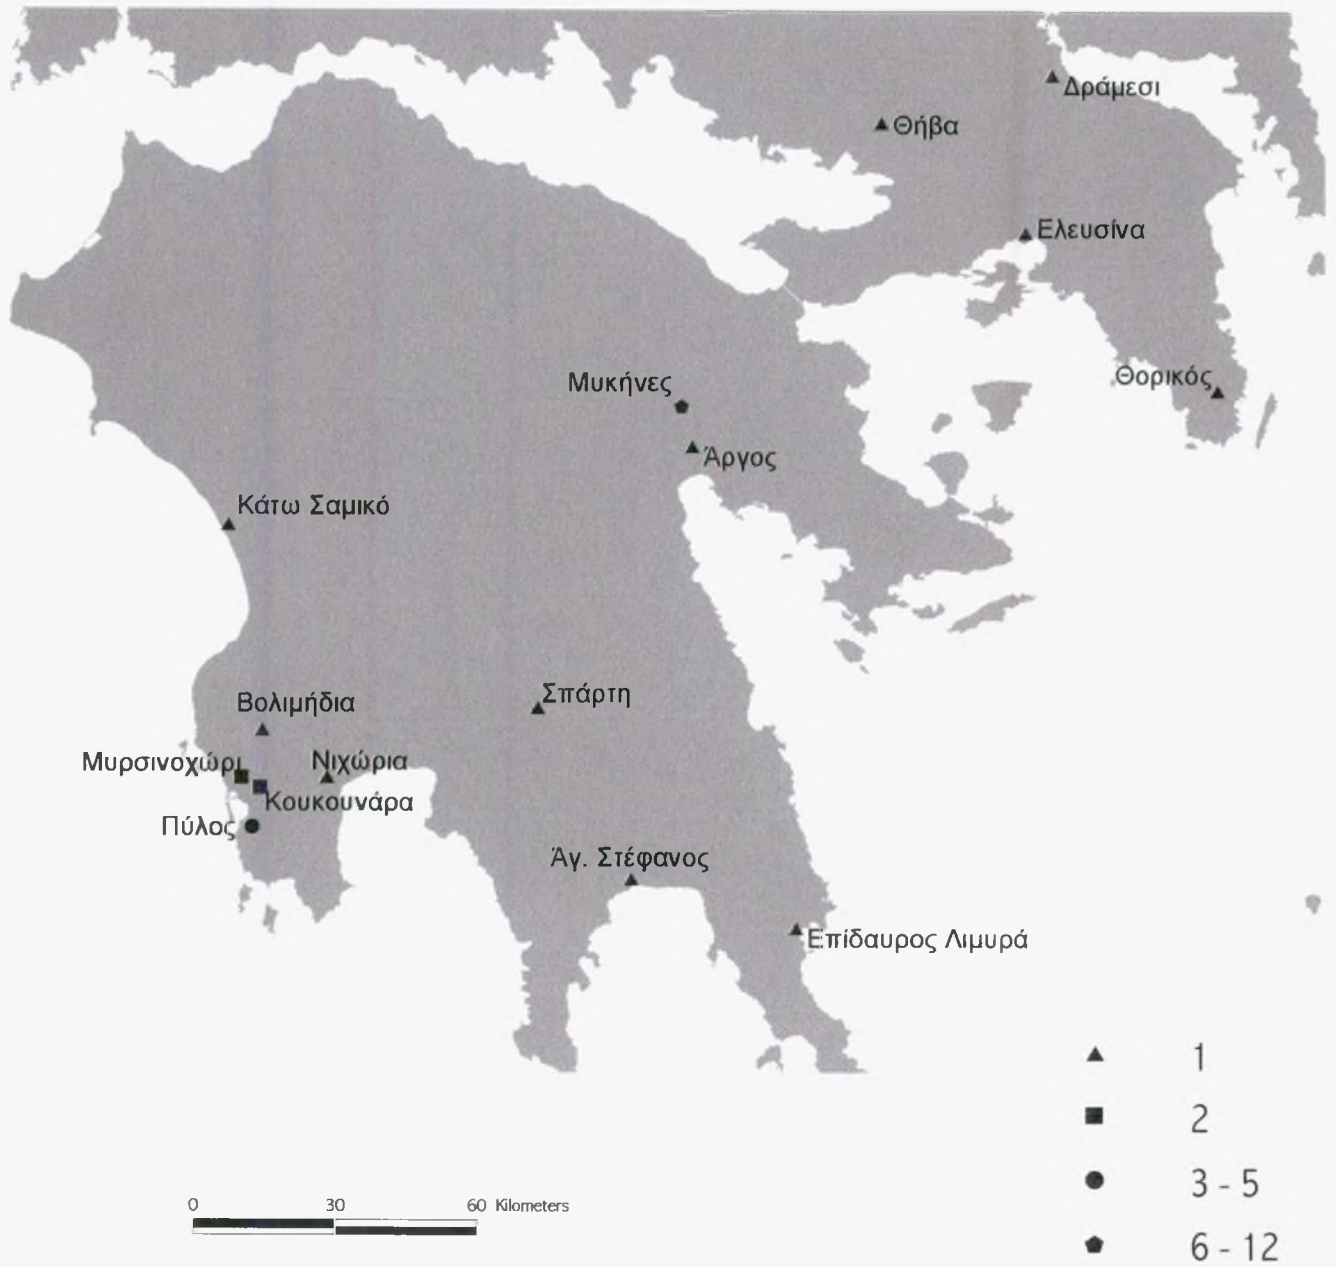 Δράμεσι
Θήβα
Ελευσίνα
Μυκήνες
Θορικός
Άργος
Κάτω Σαμικό
Βολιμήδια
Σπάρτη
Μυρσινοχώρι
Νιχώρια
Κουκουνάρα
Πύλος
Άγ. Στέφανος
Επίδαυρος Λιμυρά
1
2
3 - 5
6 - 12
0 30 60 Kilometers